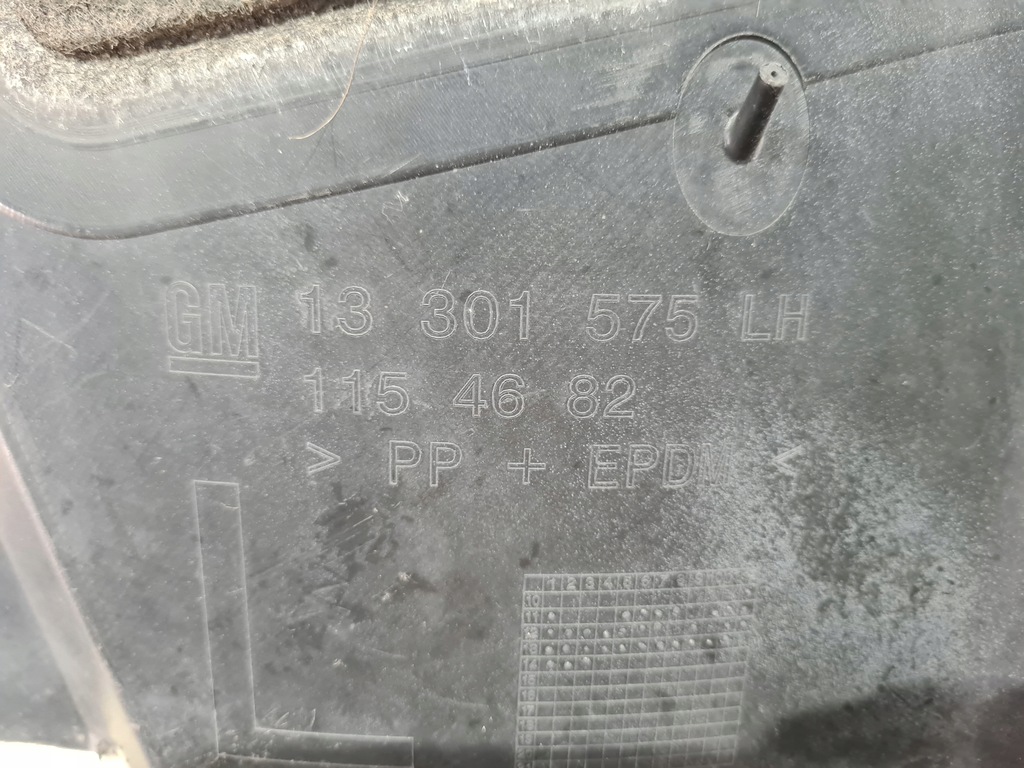 GM 13 301 575 LH
115 46 82
> PP + EPDM <
L